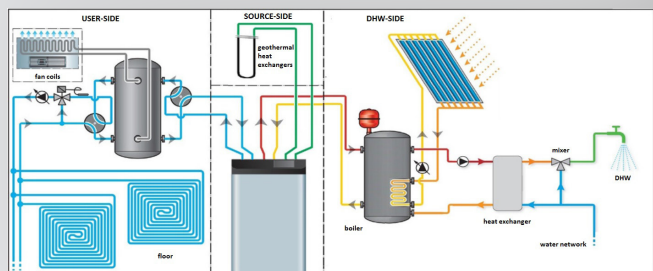 USER-SIDE
SOURCE-SIDE
DHW-SIDE
geothermal
heat
exchangers
fan coils
mixer
DHW
boiler
heat exchanger
floor
water network